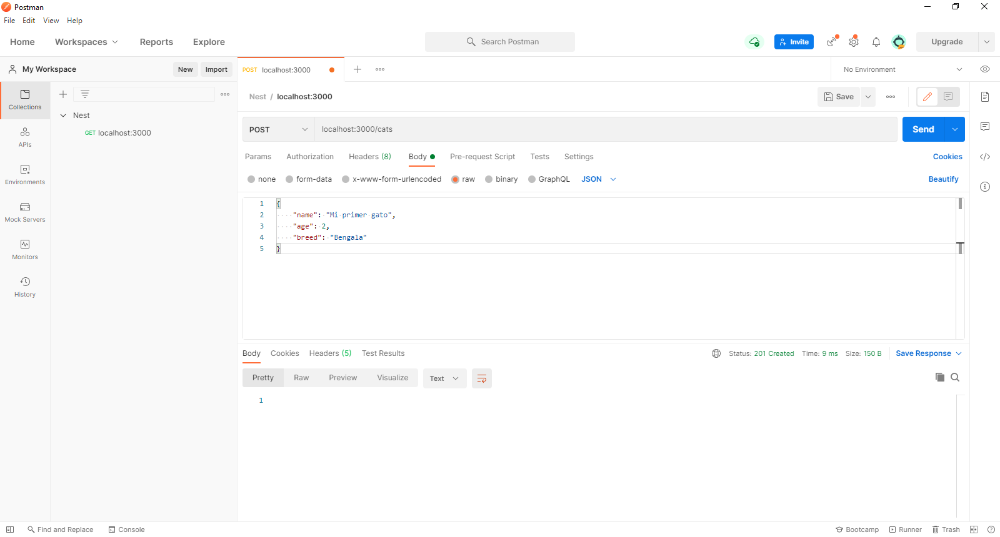 Postman
File Edit View Help
Home Workspaces Reports Explore Search Postman Invite Upgrade
My Workspace New Import POST localhost:3000 No Environment
Collections
Nest / localhost:3000 Save
Nest
GET localhost:3000
POST localhost:3000/cats Send
APIs
Params Authorization Headers (8) Body Pre-request Script Tests Settings Cookies
Environments
none form-data x-www-form-urlencoded raw binary GraphQL JSON Beautify
Mock Servers
Monitors
History
1 {
2 "name": "Mi primer gato",
3 "age": 2,
4 "breed": "Bengala"
5 }
Body Cookies Headers (5) Test Results Status: 201 Created Time: 9 ms Size: 150 B Save Response
Pretty Raw Preview Visualize Text
1
Find and Replace Console Bootcamp Runner Trash